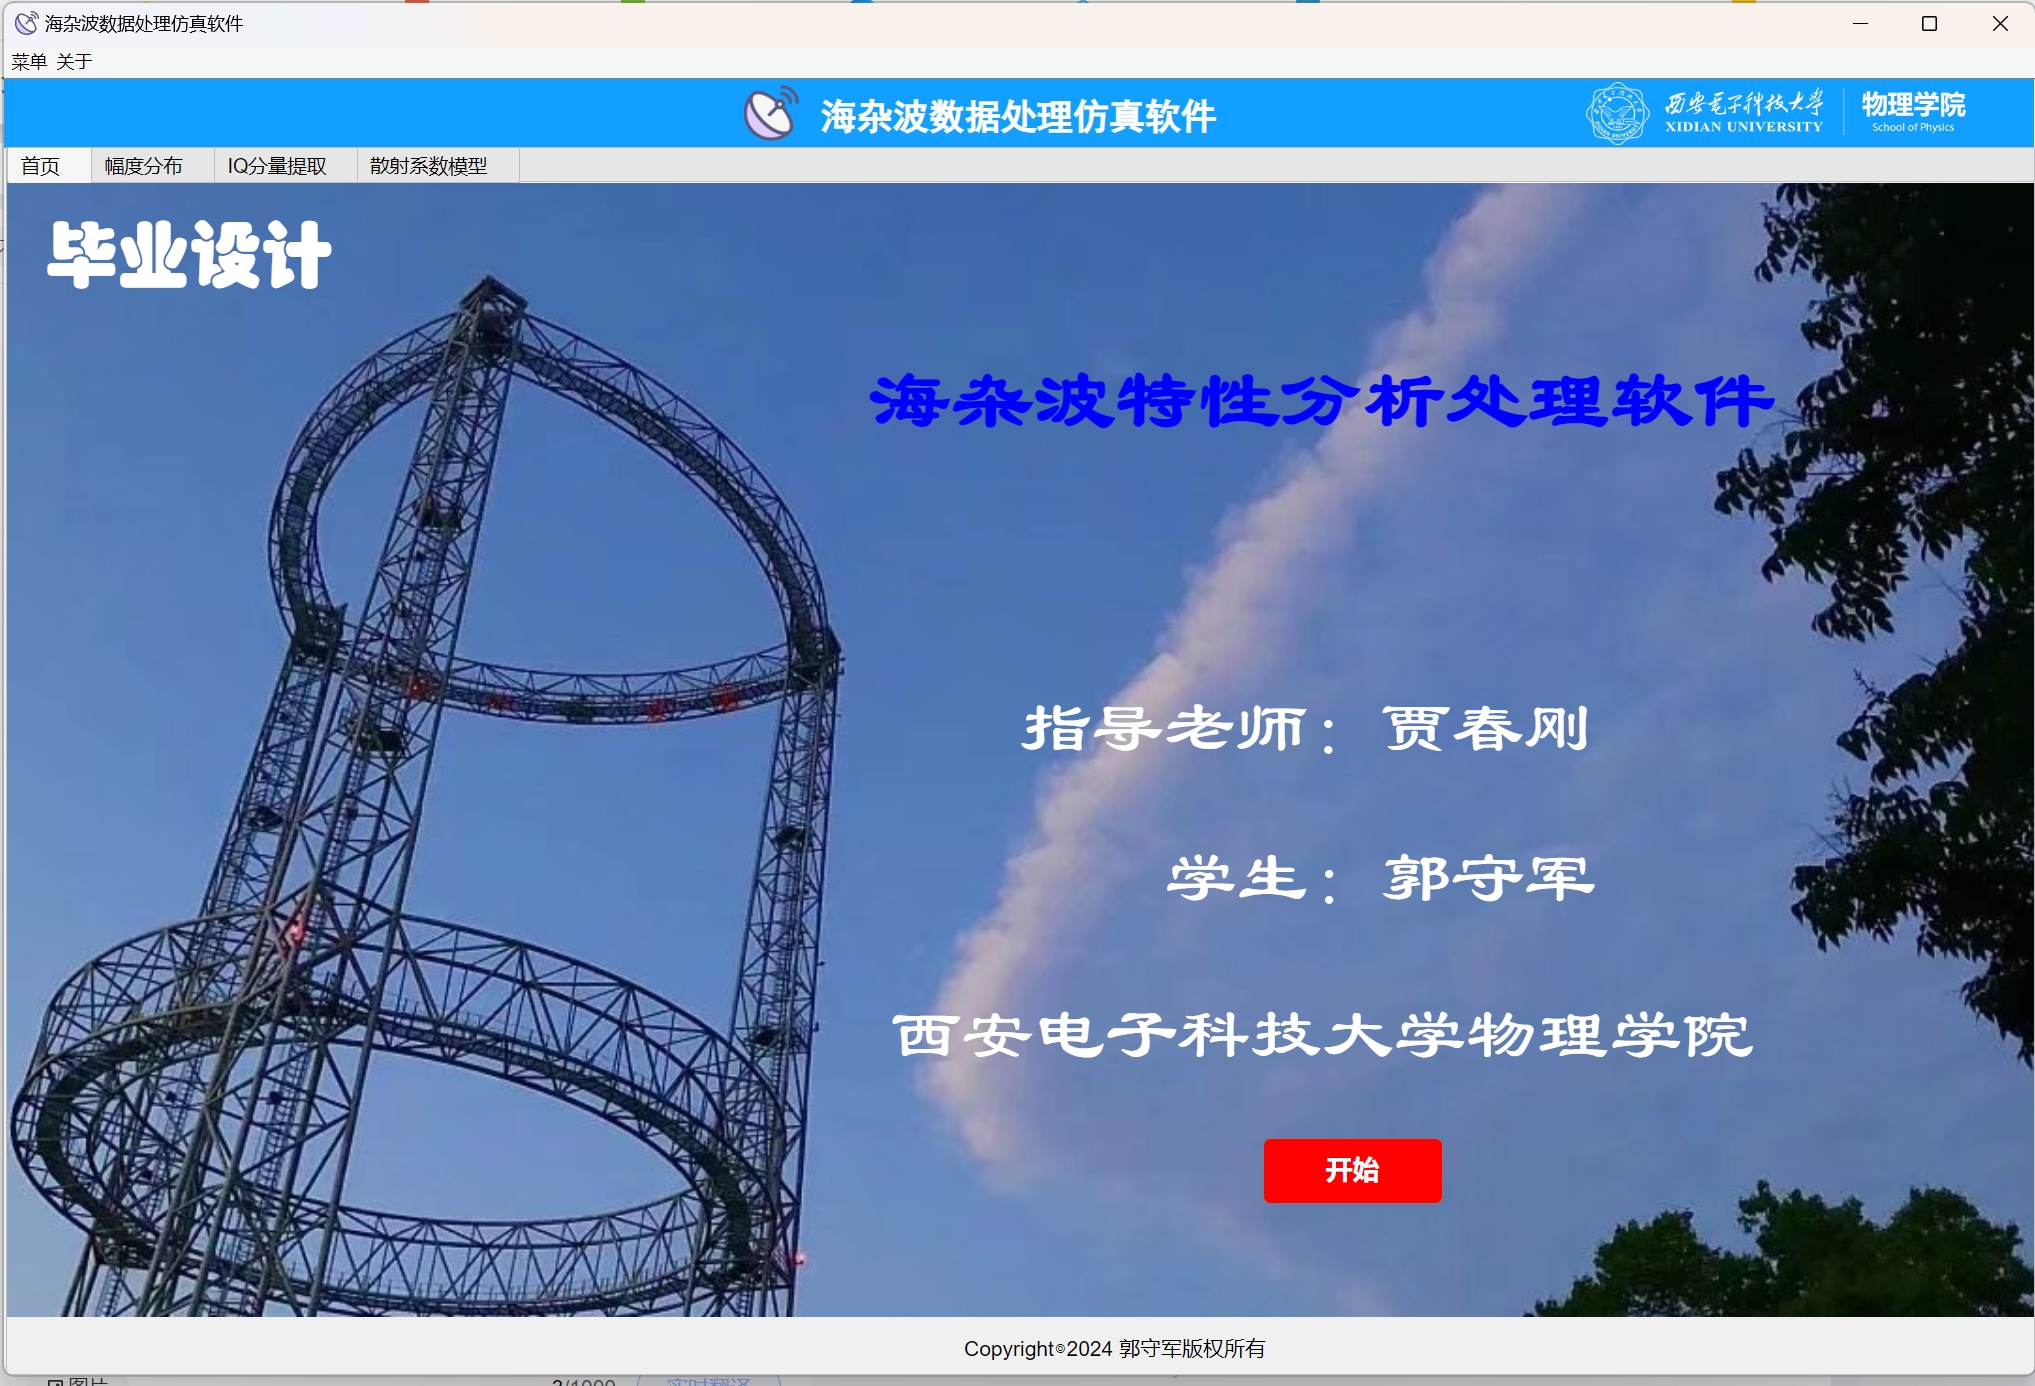 海杂波数据处理仿真软件
菜单 关于
海杂波数据处理仿真软件
西安电子科技大学
XIDIAN UNIVERSITY
物理学院
School of Physics
首页 幅度分布 IQ分量提取 散射系数模型
毕业设计
海杂波特性分析处理软件
指导老师：贾春刚
学生：郭守军
西安电子科技大学物理学院
开始
Copyright©2024 郭守军版权所有